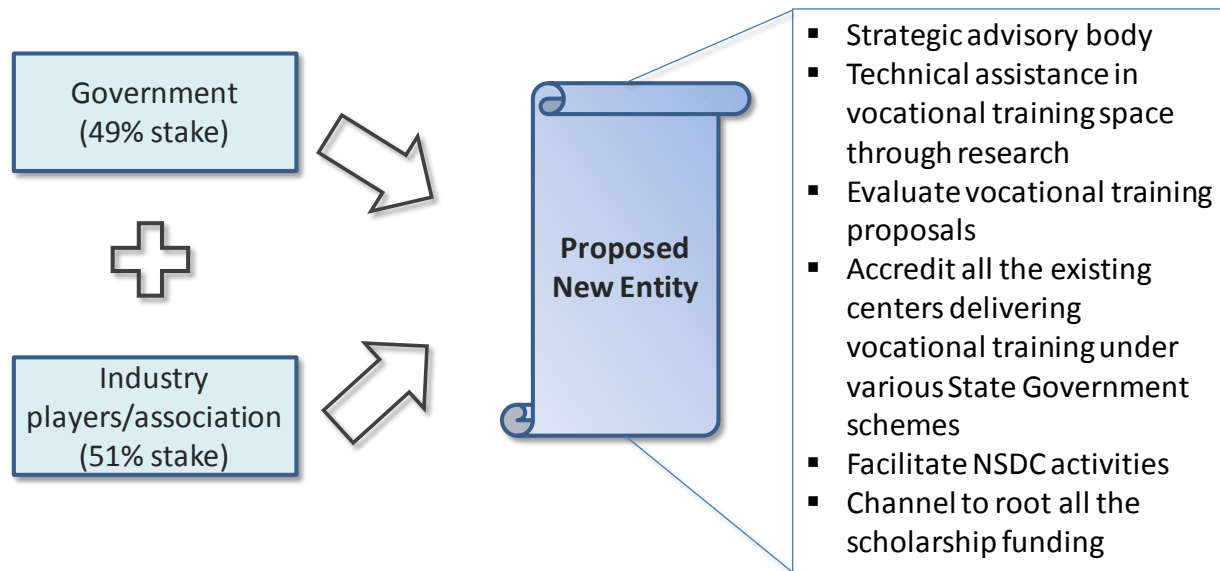 Government
(49% stake)
Industry
players/association
(51% stake)
Proposed
New Entity
▪ Strategic advisory body
▪ Technical assistance in
vocational training space
through research
▪ Evaluate vocational training
proposals
▪ Accredit all the existing
centers delivering
vocational training under
various State Government
schemes
▪ Facilitate NSDC activities
▪ Channel to root all the
scholarship funding